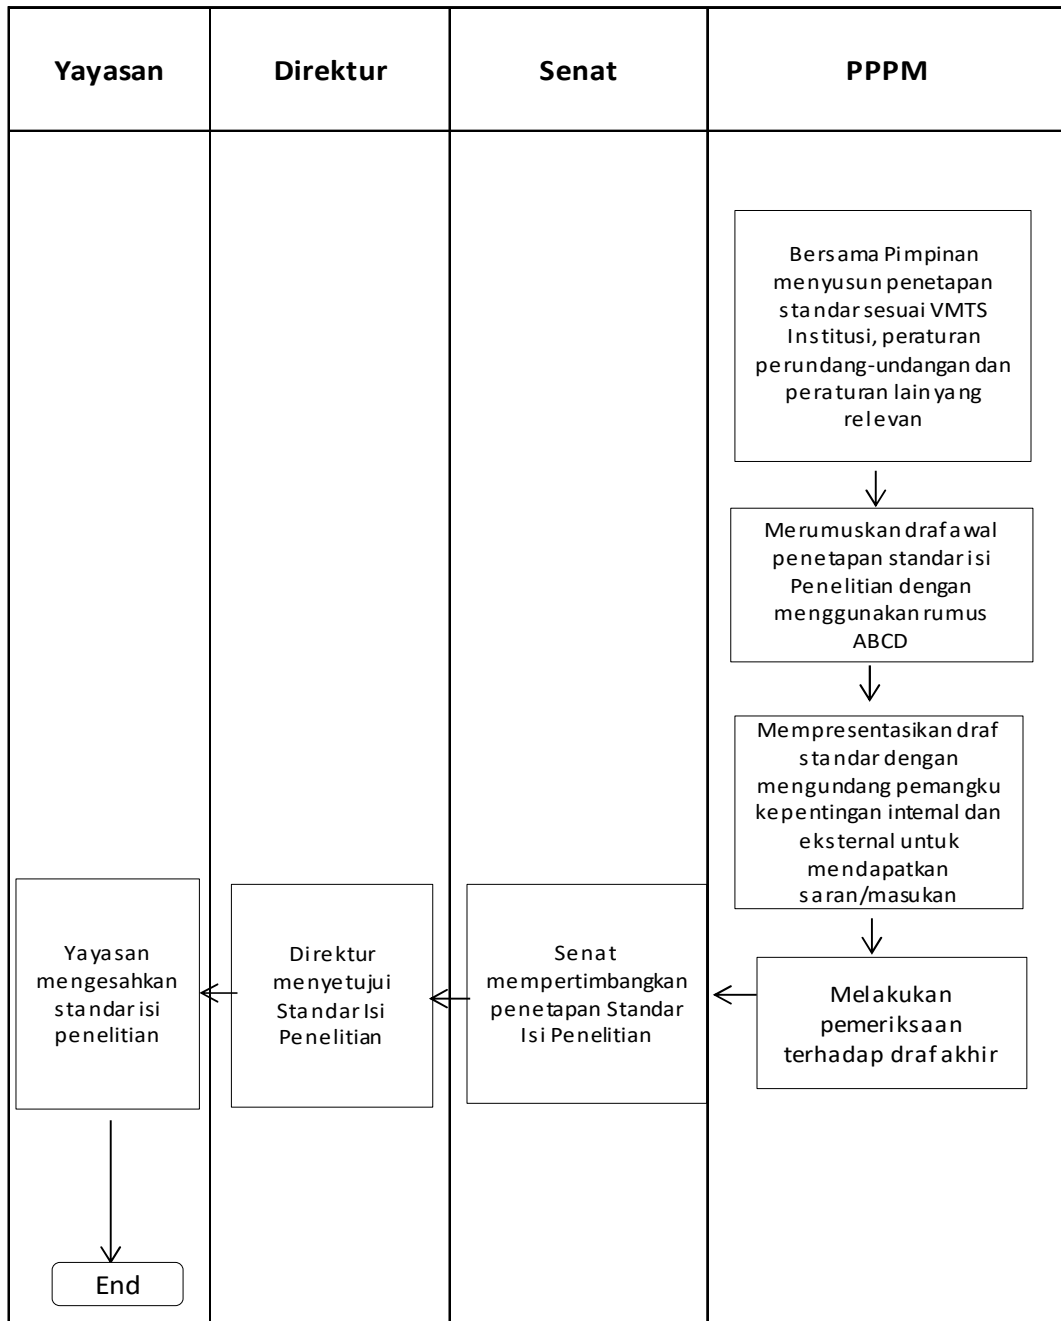 Yayasan
Direktur
Senat
PPPM
Bersama Pimpinan
menyusun penetapan
standar sesuai VMTS
Institusi, peraturan
perundang-undangan dan
peraturan lain yang
relevan
Merumuskan draf awal
penetapan standar isi
Penelitian dengan
menggunakan rumus
ABCD
Mempresentasikan draf
standar dengan
mengundang pemangku
kepentingan internal dan
eksternal untuk
mendapatkan
saran/masukan
Melakukan
pemeriksaan
terhadap draf akhir
Senat
mempertimbangkan
penetapan Standar
Isi Penelitian
Direktur
menyetujui
Standar Isi
Penelitian
Yayasan
mengesahkan
standar isi
penelitian
End